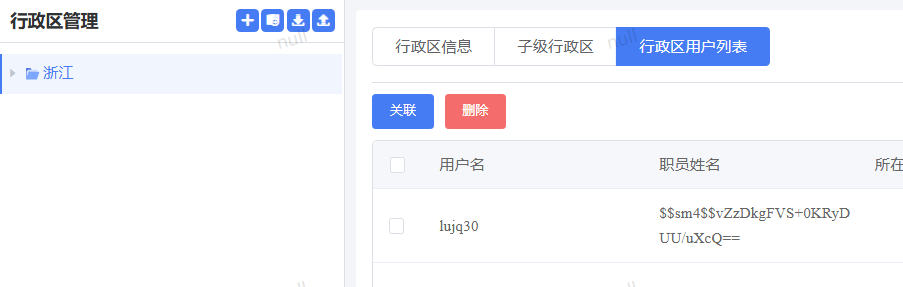 行政区管理
null
浙江
行政区信息
子级行政区
行政区用户列表
null
关联
删除
用户名
职员姓名
所在
lujq30
$$sm4$$vZzDkgFVS+0KRyD
UU/uXcQ==
null
null